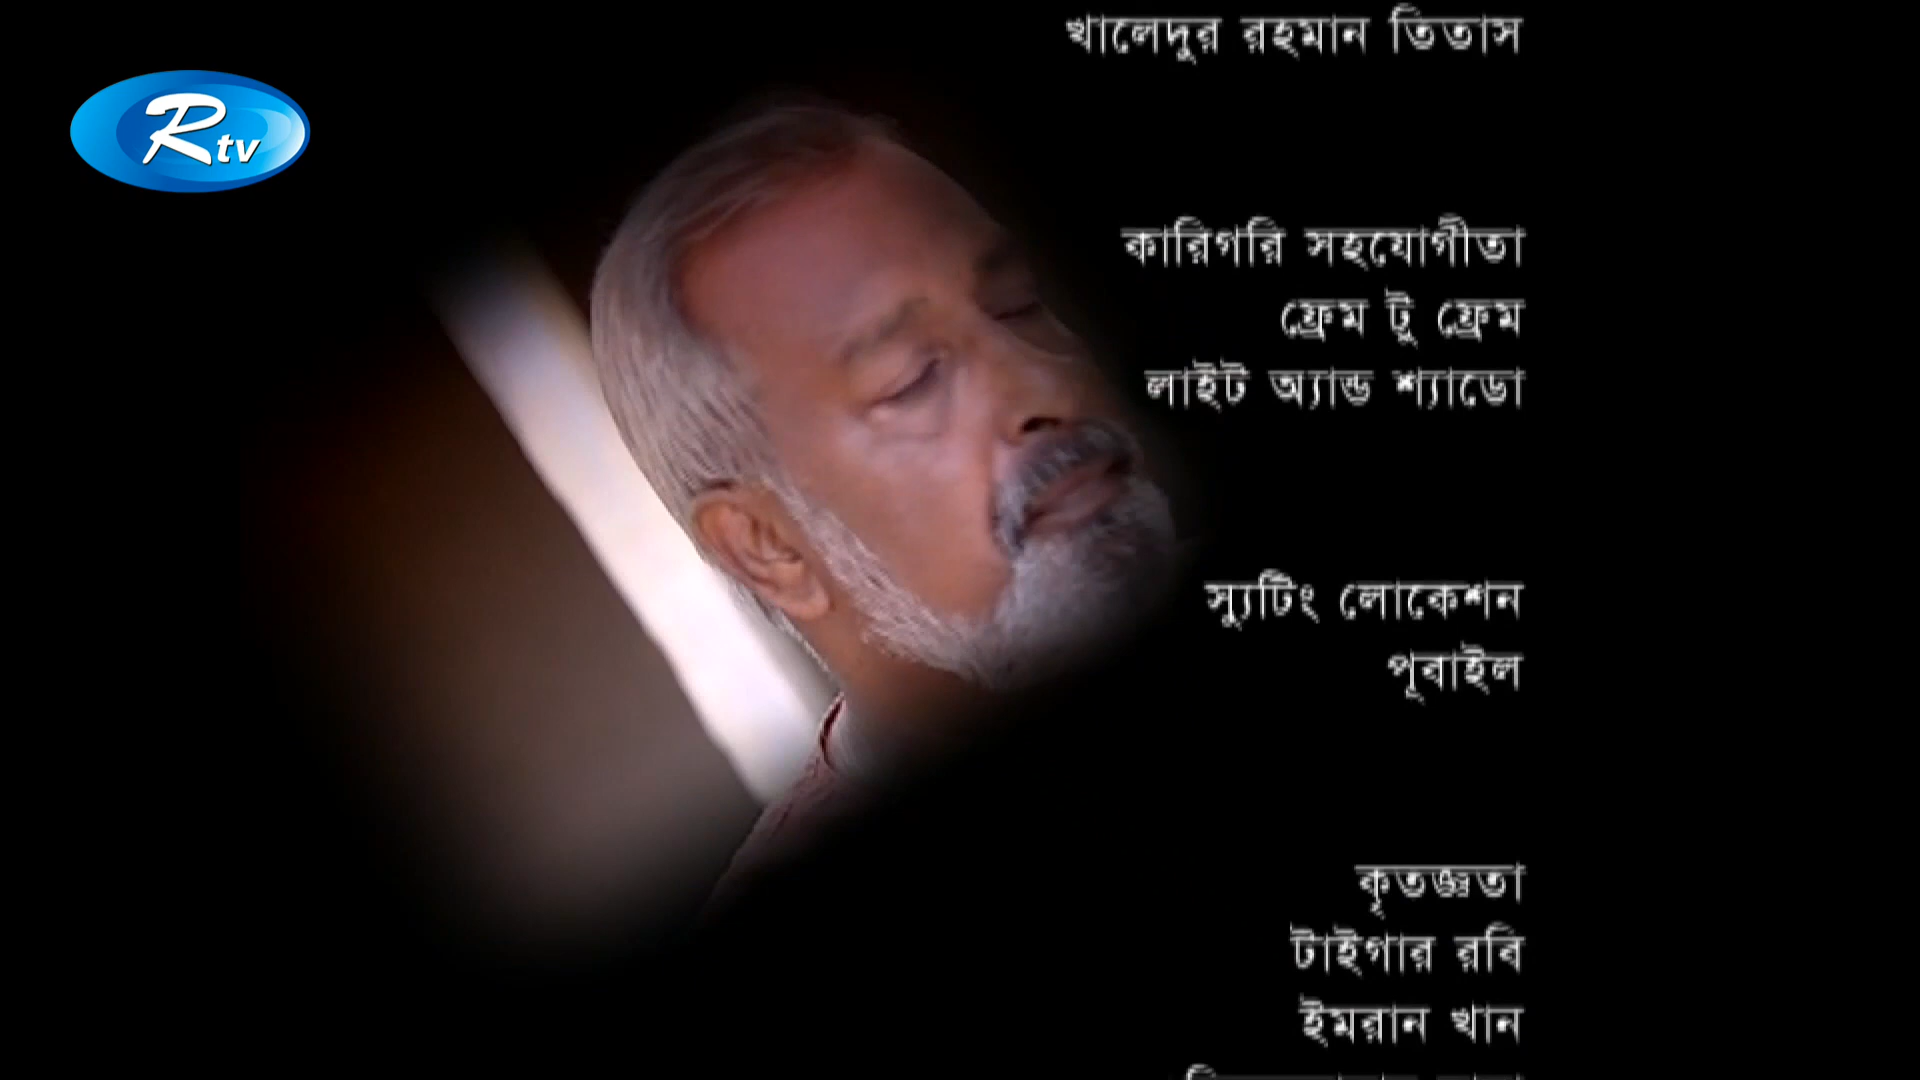 Rtv
খালেদুর রহমান তিতাস
কারিগরি সহযোগীতা
ফ্রেম টু ফ্রেম
লাইট অ্যান্ড শ্যাডো
স্যুটিং লোকেশন
পূবাইল
কৃতজ্ঞতা
টাইগার রবি
ইমরান খান